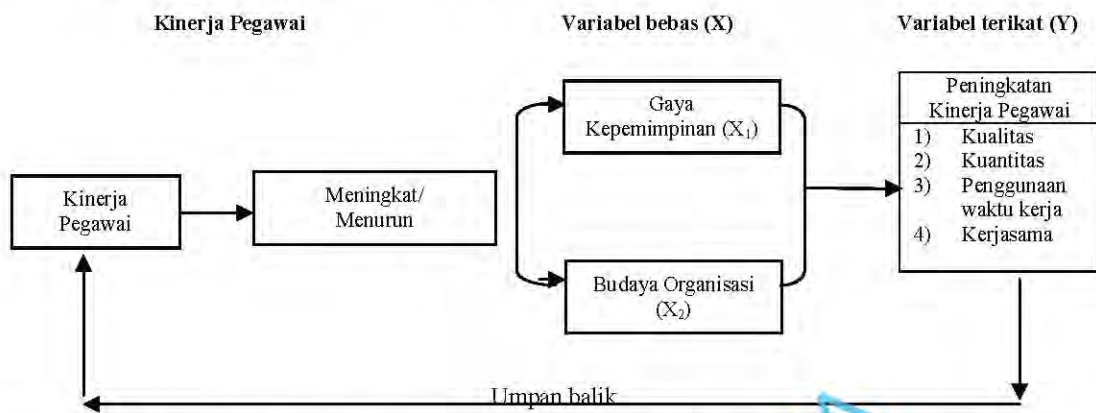 Kinerja Pegawai
Variabel bebas (X)
Variabel terikat (Y)
Kinerja
Pegawai
Meningkat/
Menurun
Gaya
Kepemimpinan (X₁)
Budaya Organisasi
(X₂)
Peningkatan
Kinerja Pegawai
1) Kualitas
2) Kuantitas
3) Penggunaan
waktu kerja
4) Kerjasama
Umpan balik